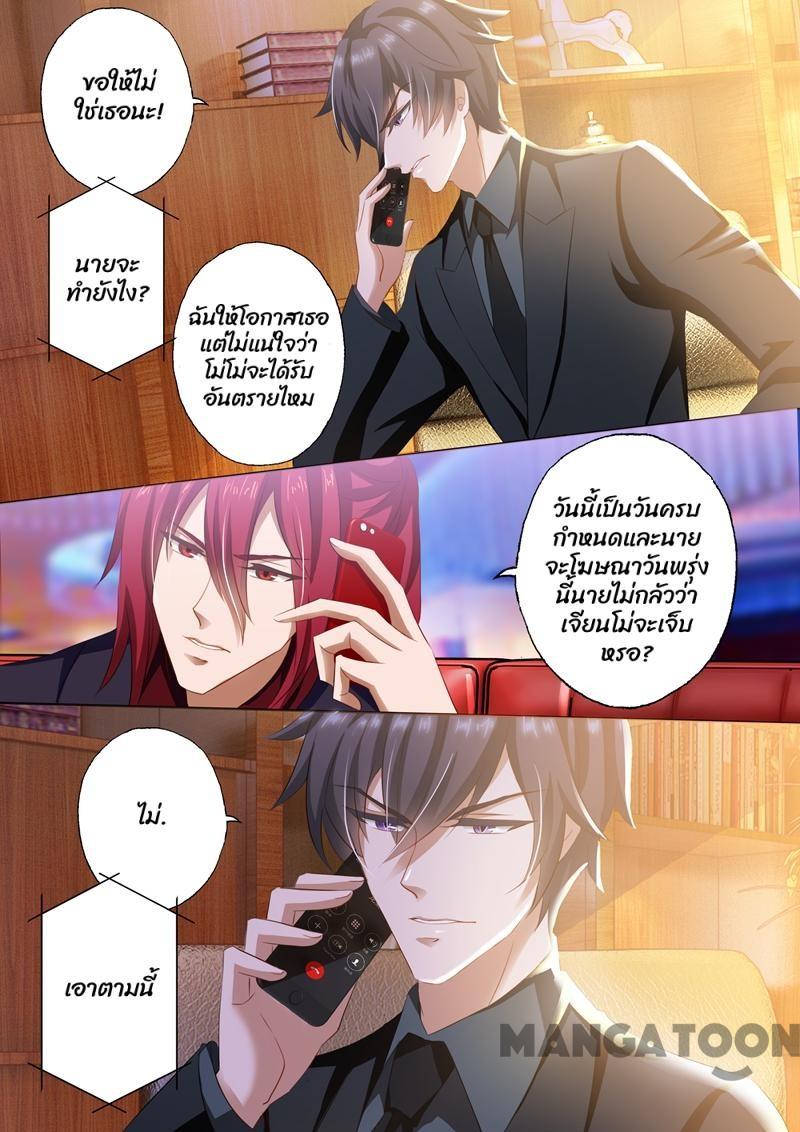 ขอให้ไม่
ใช่เธอนะ!
นายจะ
ทำยังไง?
ฉันให้โอกาสเธอ
แต่ไม่แน่ใจว่า
โม่โม่จะได้รับ
อันตรายไหม
วันนี้เป็นวันครบ
กำหนดและนาย
จะโฆษณาวันพรุ่ง
นี้นายไม่กลัวว่า
เจียนโม่จะเจ็บ
หรอ?
ไม่.
เอาตามนี้
MANGATOON